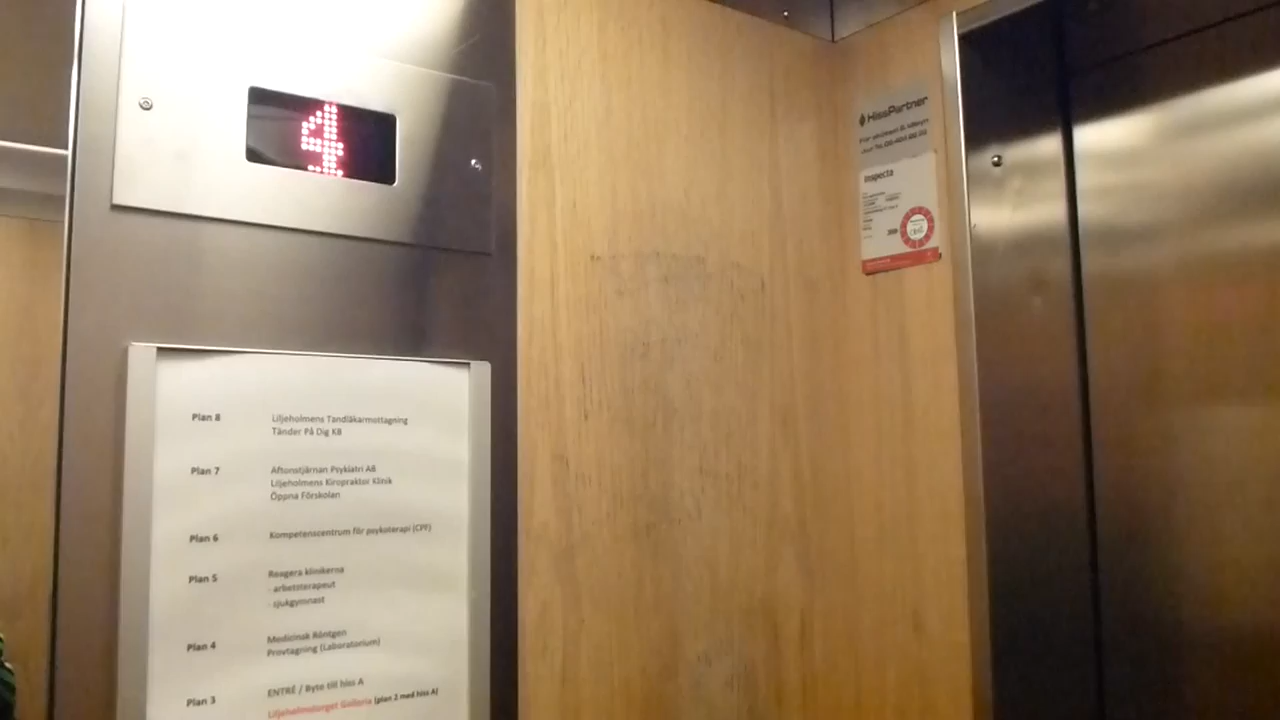 4
HissPartner
Inspecta
Plan 8 Liljeholmens Tandläkarmottagning
Tänder På Dig KB
Plan 7 Aftonstjärnan Psykiatri AB
Liljeholmens Kiropraktor Klinik
Öppna Förskolan
Plan 6 Kompetenscentrum för psykoterapi (CPF)
Plan 5 Reagera klinikerna
- arbetsterapeut
- sjukgymnast
Plan 4 Medicinsk Röntgen
Provtagning (Laboratorium)
Plan 3 ENTRÉ / Byte till hiss A
Liljeholmstorget Galleria (plan 2 med hiss A)